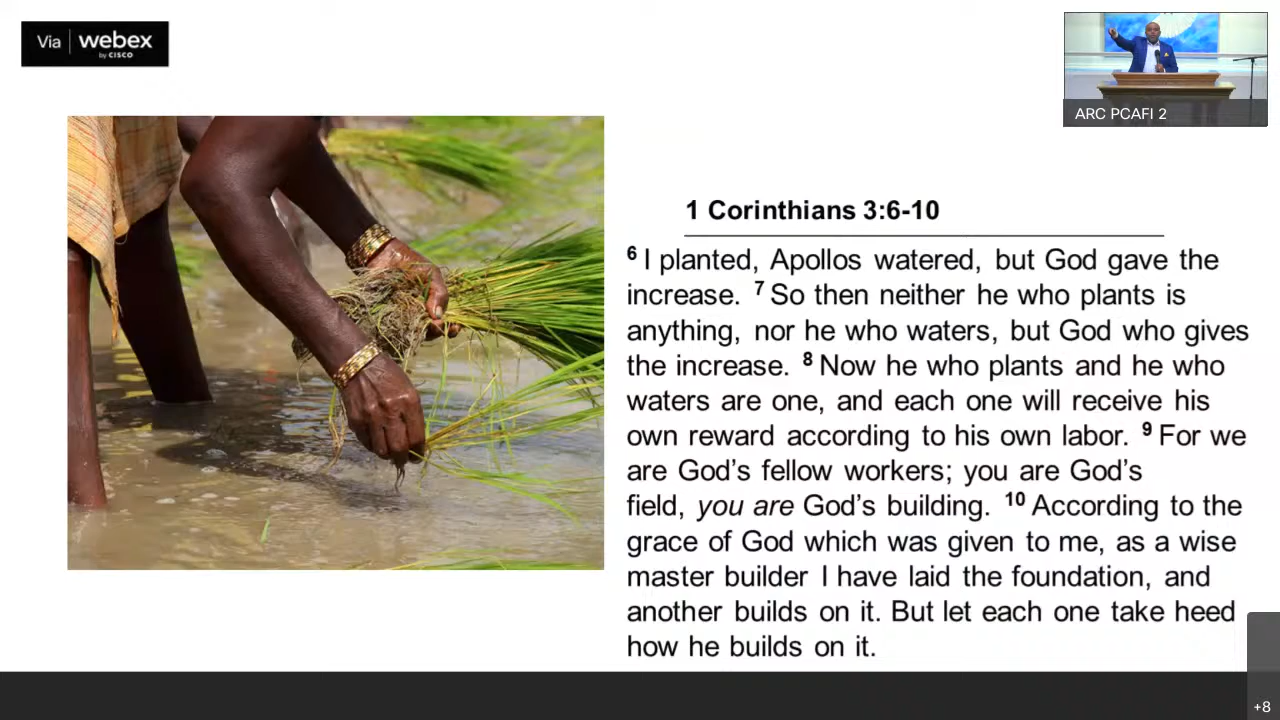 Via webex
by CISCO
ARC PCAFI 2
1 Corinthians 3:6-10
6 I planted, Apollos watered, but God gave the
increase. 7 So then neither he who plants is
anything, nor he who waters, but God who gives
the increase. 8 Now he who plants and he who
waters are one, and each one will receive his
own reward according to his own labor. 9 For we
are God’s fellow workers; you are God’s
field, you are God’s building. 10 According to the
grace of God which was given to me, as a wise
master builder I have laid the foundation, and
another builds on it. But let each one take heed
how he builds on it.
+8